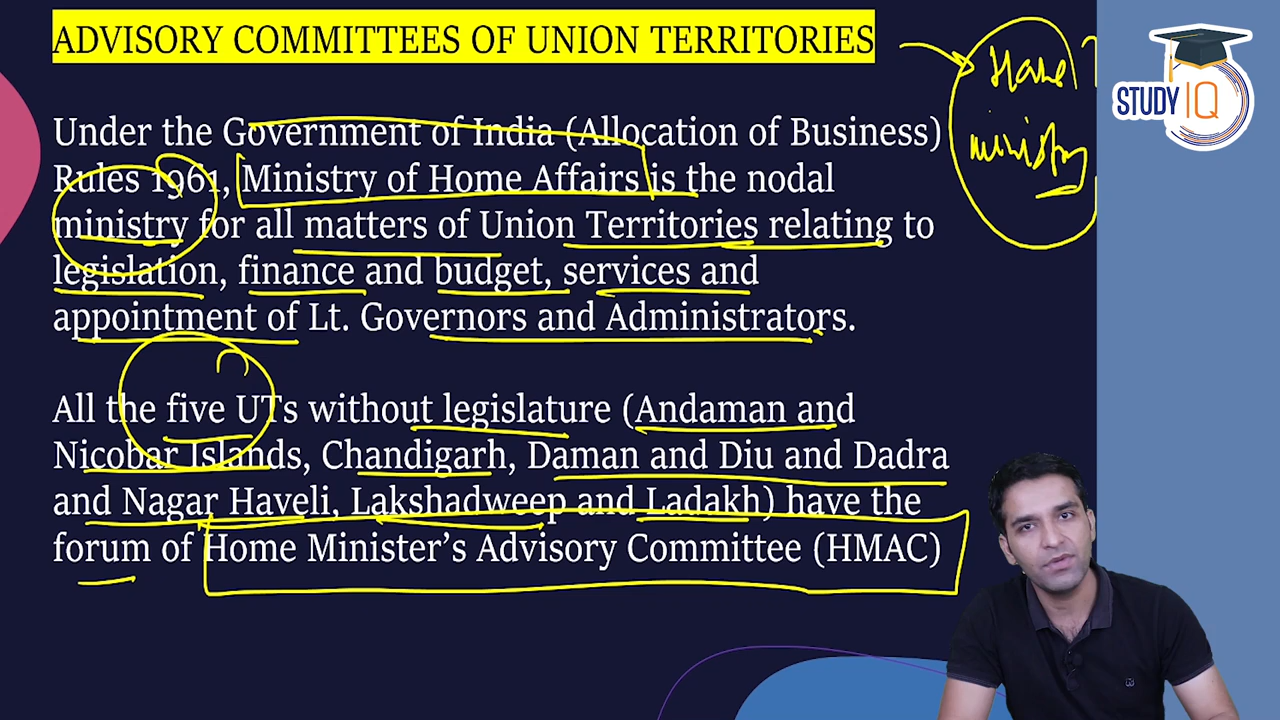 ADVISORY COMMITTEES OF UNION TERRITORIES
Home
ministry
STUDY IQ
Under the Government of India (Allocation of Business)
Rules 1961, Ministry of Home Affairs is the nodal
ministry for all matters of Union Territories relating to
legislation, finance and budget, services and
appointment of Lt. Governors and Administrators.
All the five UTs without legislature (Andaman and
Nicobar Islands, Chandigarh, Daman and Diu and Dadra
and Nagar Haveli, Lakshadweep and Ladakh) have the
forum of Home Minister’s Advisory Committee (HMAC)